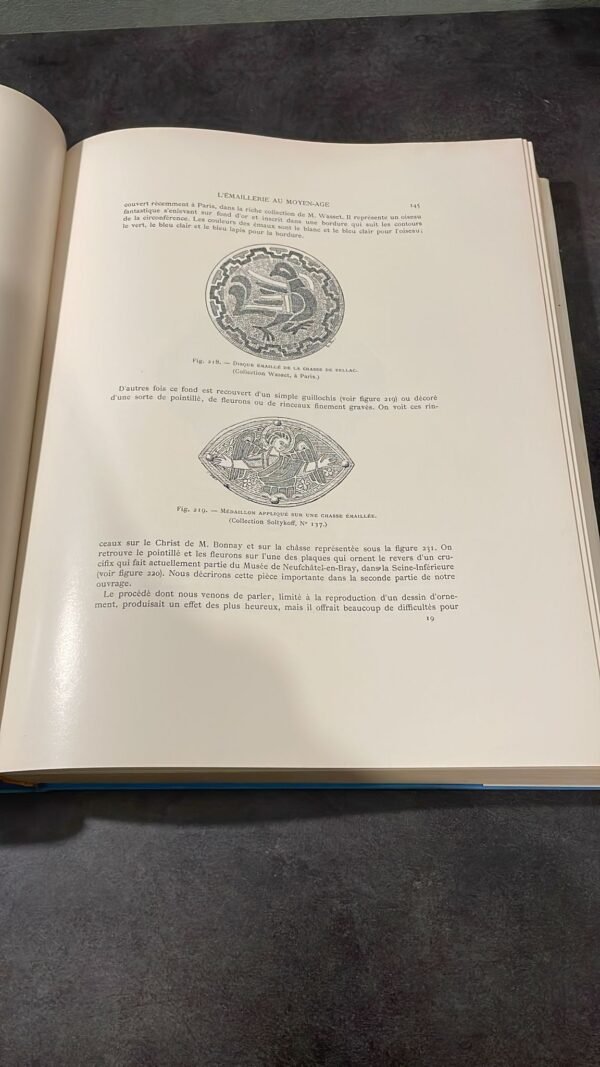 L'ÉMAILLERIE AU MOYEN-AGE 145
couvert récemment à Paris, dans la riche collection de M. Wasset. Il représente un oiseau
fantastique s'enlevant sur fond d'or et inscrit dans une bordure qui suit les contours
de la circonférence. Les couleurs des émaux sont le blanc et le bleu clair pour l'oiseau;
le vert, le bleu clair et le bleu lapis pour la bordure.
Fig. 218. — Disque émaillé de la chasse de Bellac.
(Collection Wasset, à Paris.)
D'autres fois ce fond est recouvert d'un simple guillochis (voir figure 219) ou décoré
d'une sorte de pointillé, de fleurons ou de rinceaux finement gravés. On voit ces rin-
Fig. 219. — Médaillon appliqué sur une chasse émaillée.
(Collection Soltykoff, N° 137.)
ceaux sur le Christ de M. Bonnay et sur la châsse représentée sous la figure 231. On
retrouve le pointillé et les fleurons sur l'une des plaques qui ornent le revers d'un cru-
cifix qui fait actuellement partie du Musée de Neufchâtel-en-Bray, dans la Seine-Inférieure
(voir figure 220). Nous décrirons cette pièce importante dans la seconde partie de notre
ouvrage.
Le procédé dont nous venons de parler, limité à la reproduction d'un dessin d'orne-
ment, produisait un effet des plus heureux, mais il offrait beaucoup de difficultés pour
19